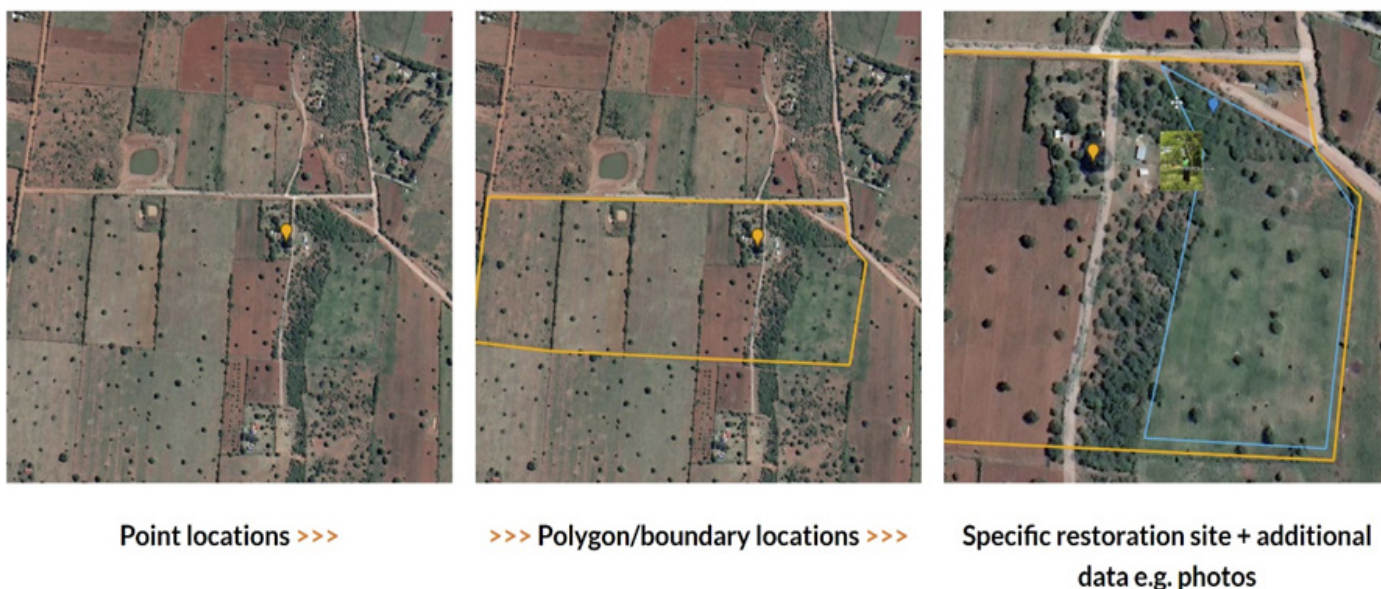 Point locations >>>
>>> Polygon/boundary locations >>>
Specific restoration site + additional
data e.g. photos